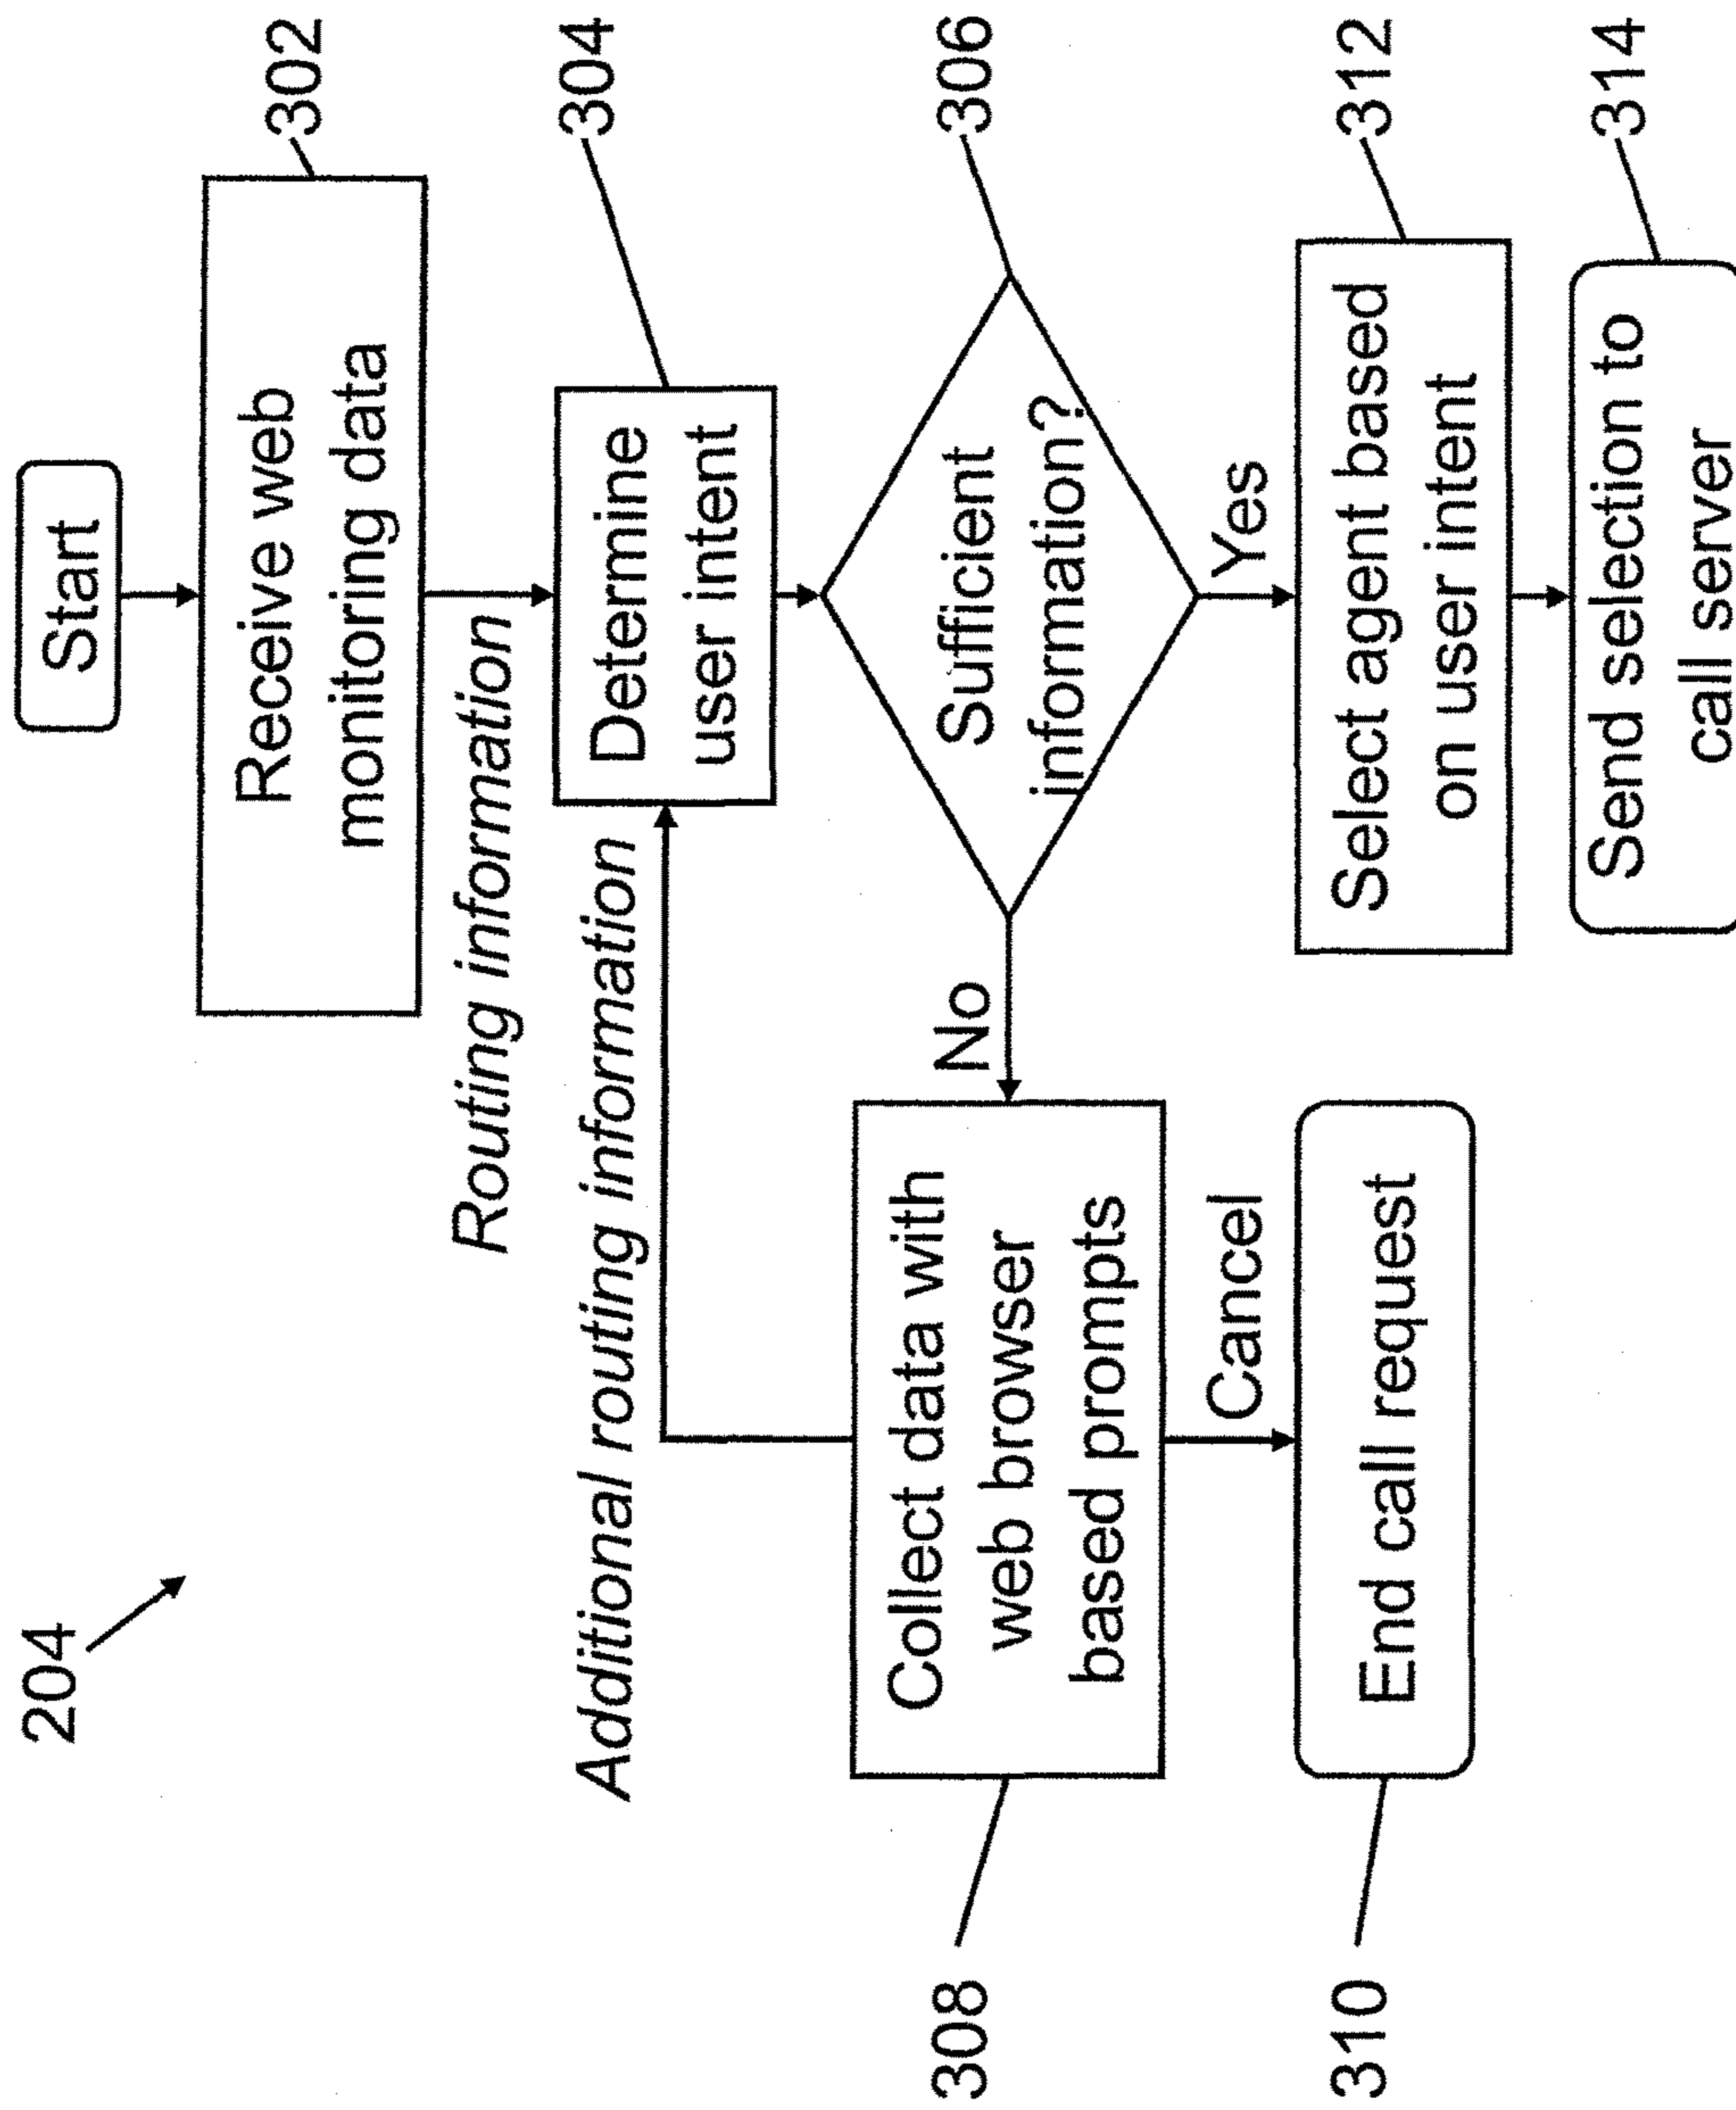 204
Start
Receive web
monitoring data
302
Routing information
Additional routing information
Determine
user intent
304
Sufficient
information?
306
No
Yes
Collect data with
web browser
based prompts
308
Cancel
End call request
310
Select agent based
on user intent
312
Send selection to
call server
314